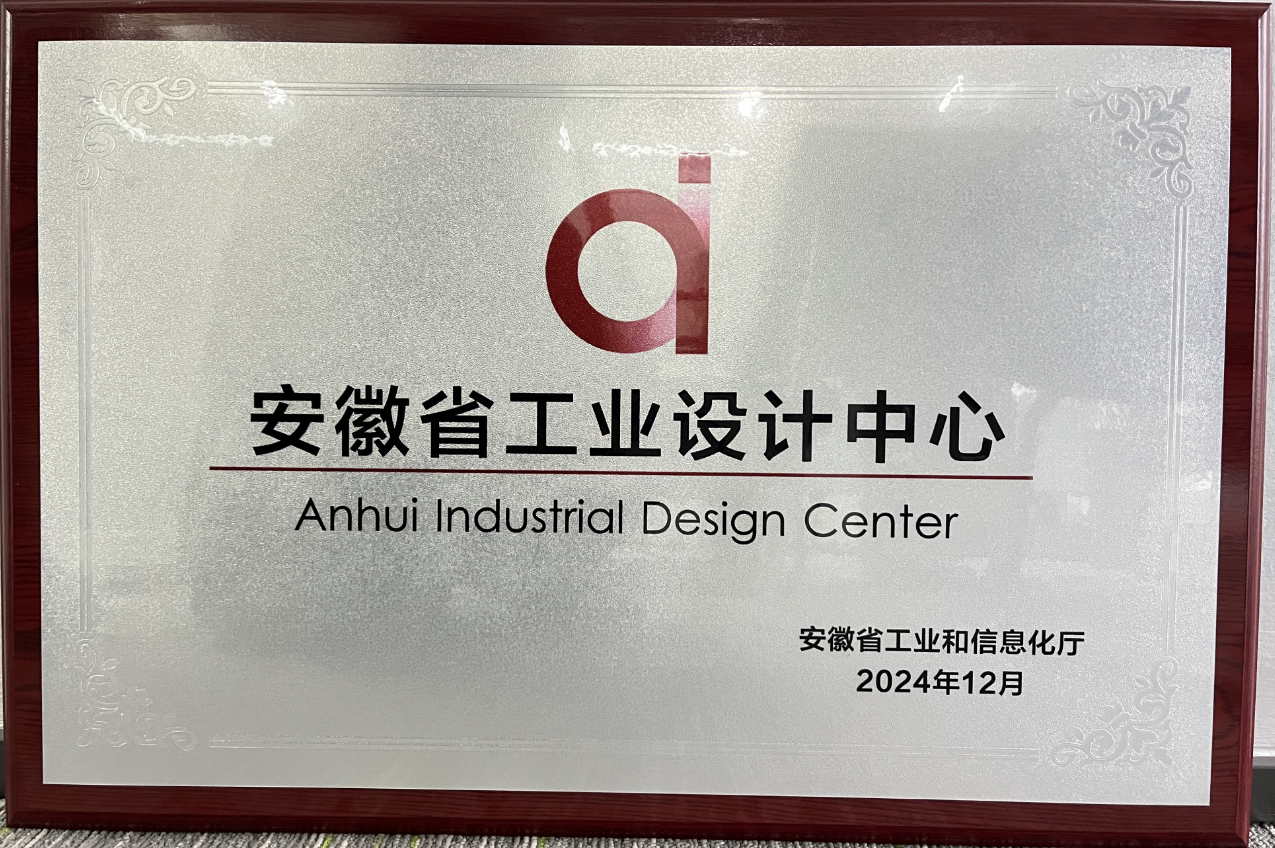 ai
安徽省工业设计中心
Anhui Industrial Design Center
安徽省工业和信息化厅
2024年12月